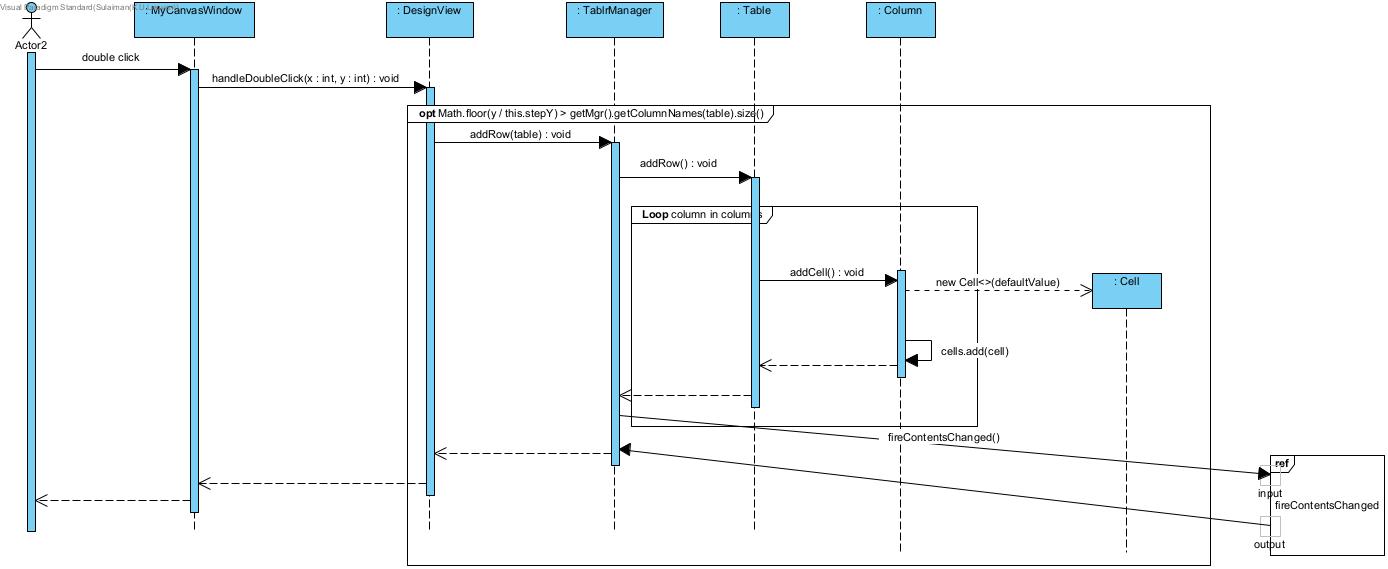 Visual Paradigm Standard(Sulaiman(K.U.
: MyCanvasWindow
: DesignView
: TablrManager
: Table
: Column
Actor2
double click
handleDoubleClick(x : int, y : int) : void
opt Math.floor(y / this.stepY) > getMgr().getColumnNames(table).size()
addRow(table) : void
addRow() : void
Loop column in columns
addCell() : void
new Cell<>(defaultValue)
: Cell
cells.add(cell)
fireContentsChanged()
ref
input
fireContentsChanged
output